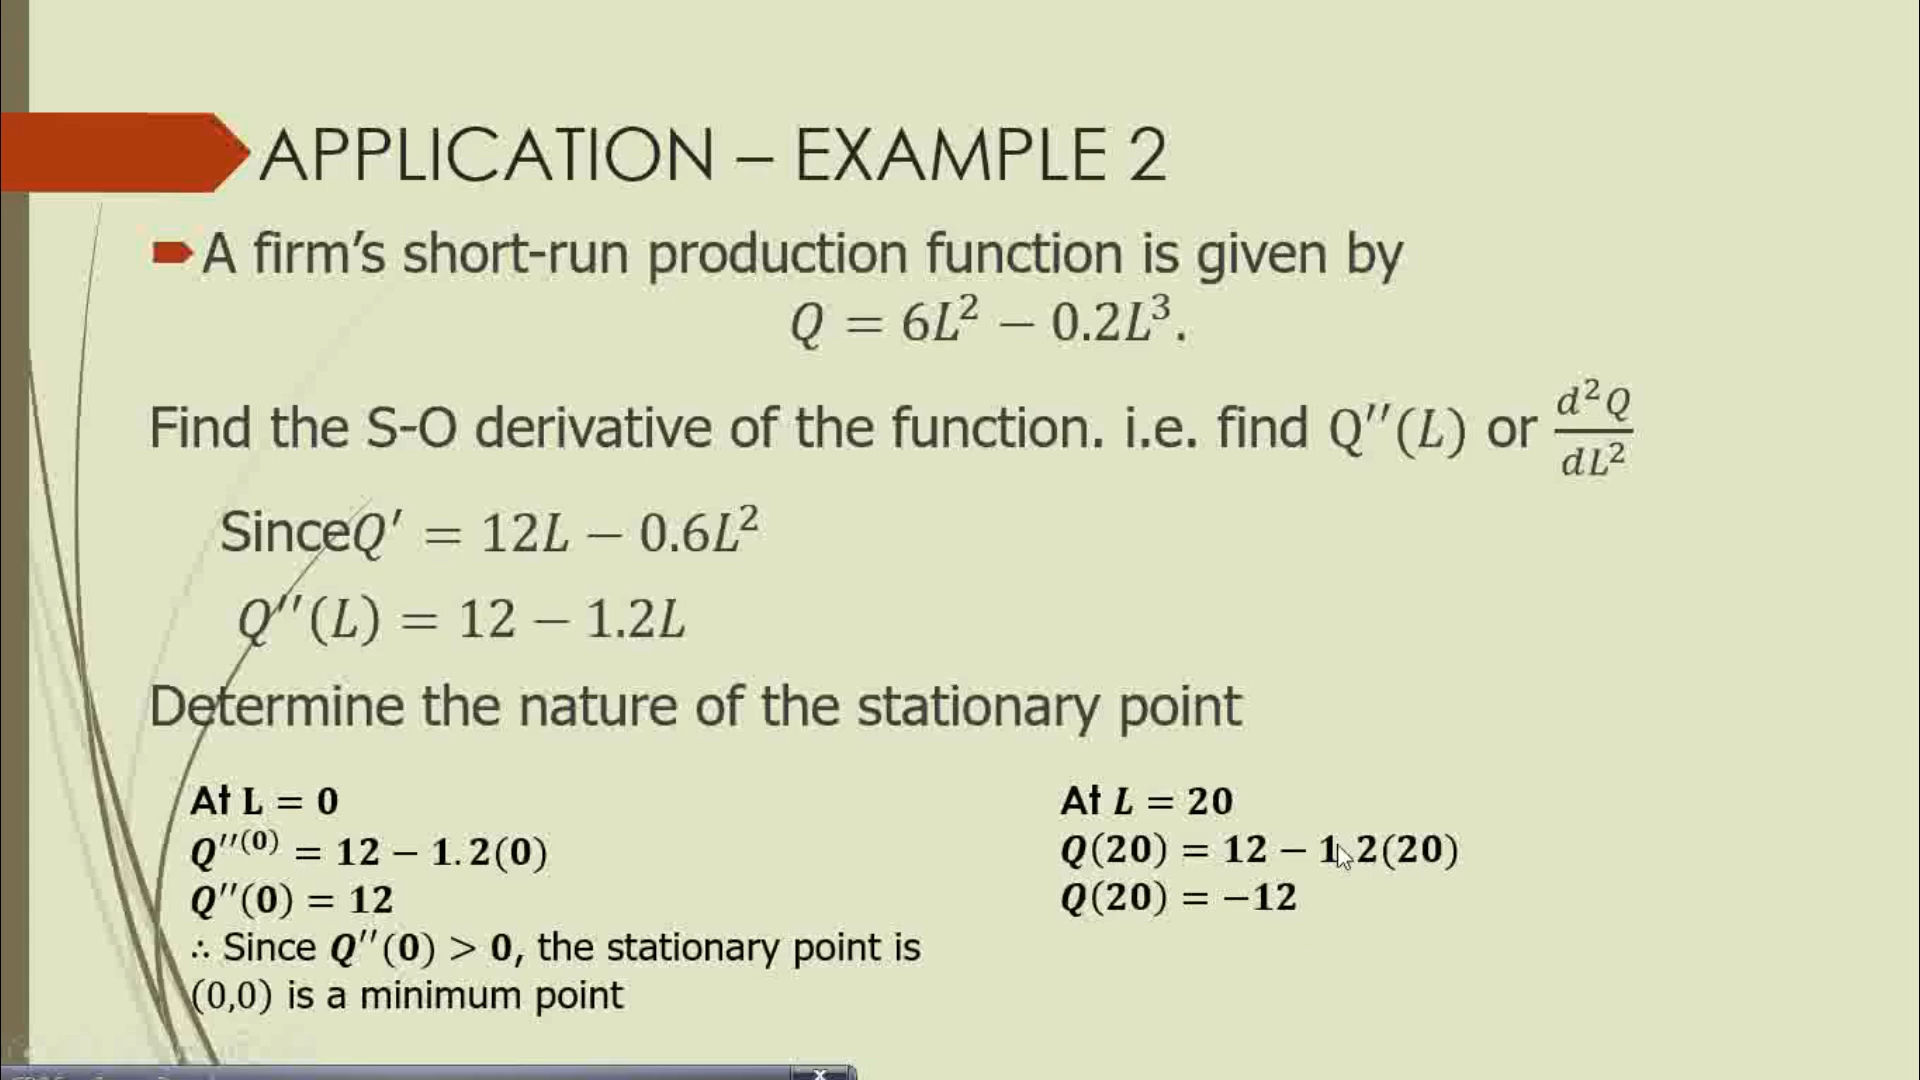 APPLICATION – EXAMPLE 2
A firm's short-run production function is given by
Q = 6L² − 0.2L³.
Find the S-O derivative of the function. i.e. find Q′′(L) or d²Q/dL²
SinceQ′ = 12L − 0.6L²
Q′′(L) = 12 − 1.2L
Determine the nature of the stationary point
At L = 0
Q′′⁽⁰⁾ = 12 − 1.2(0)
Q′′(0) = 12
∴ Since Q′′(0) > 0, the stationary point is
(0,0) is a minimum point
At L = 20
Q(20) = 12 − 1.2(20)
Q(20) = −12